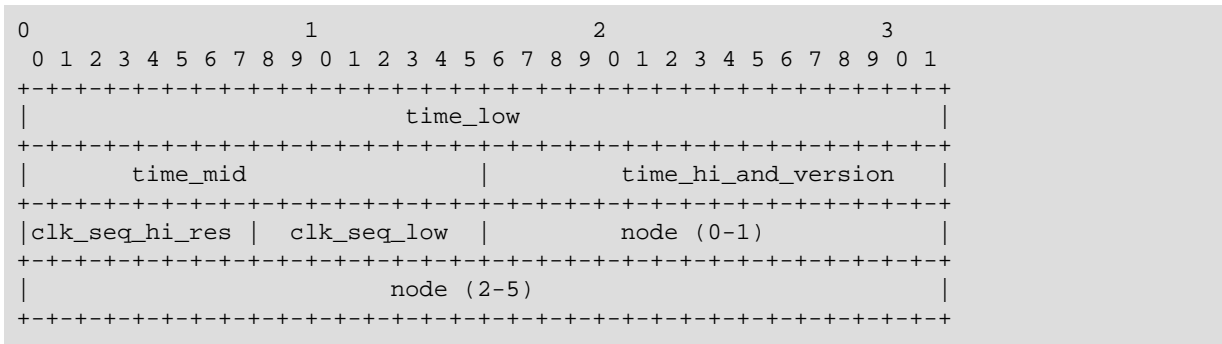 0                   1                   2                   3
 0 1 2 3 4 5 6 7 8 9 0 1 2 3 4 5 6 7 8 9 0 1 2 3 4 5 6 7 8 9 0 1
+-+-+-+-+-+-+-+-+-+-+-+-+-+-+-+-+-+-+-+-+-+-+-+-+-+-+-+-+-+-+-+-+
|                          time_low                             |
+-+-+-+-+-+-+-+-+-+-+-+-+-+-+-+-+-+-+-+-+-+-+-+-+-+-+-+-+-+-+-+-+
|       time_mid                |         time_hi_and_version   |
+-+-+-+-+-+-+-+-+-+-+-+-+-+-+-+-+-+-+-+-+-+-+-+-+-+-+-+-+-+-+-+-+
|clk_seq_hi_res |  clk_seq_low  |         node (0-1)            |
+-+-+-+-+-+-+-+-+-+-+-+-+-+-+-+-+-+-+-+-+-+-+-+-+-+-+-+-+-+-+-+-+
|                         node (2-5)                            |
+-+-+-+-+-+-+-+-+-+-+-+-+-+-+-+-+-+-+-+-+-+-+-+-+-+-+-+-+-+-+-+-+